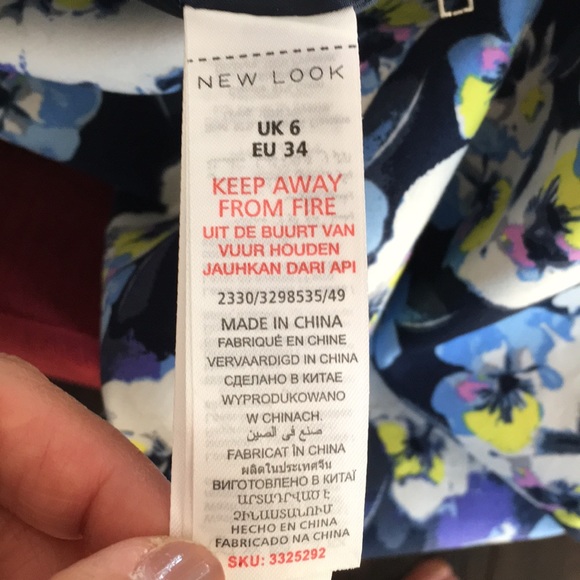 NEW LOOK
UK 6
EU 34
KEEP AWAY
FROM FIRE
UIT DE BUURT VAN
VUUR HOUDEN
JAUHKAN DARI API
2330/3298535/49
MADE IN CHINA
FABRIQUÉ EN CHINE
VERVAARDIGD IN CHINA
СДЕЛАНО В КИТАЕ
WYPRODUKOWANO
W CHINACH.
صنع في الصين
FABRICAT ÎN CHINA
ผลิตในประเทศจีน
ВИГОТОВЛЕНО В КИТАЇ
ԱՐՏԱԴՐՎԱԾ Է
ՉԻՆԱՍՏԱՆՈՒՄ
HECHO EN CHINA
FABRICADO NA CHINA
SKU: 3325292